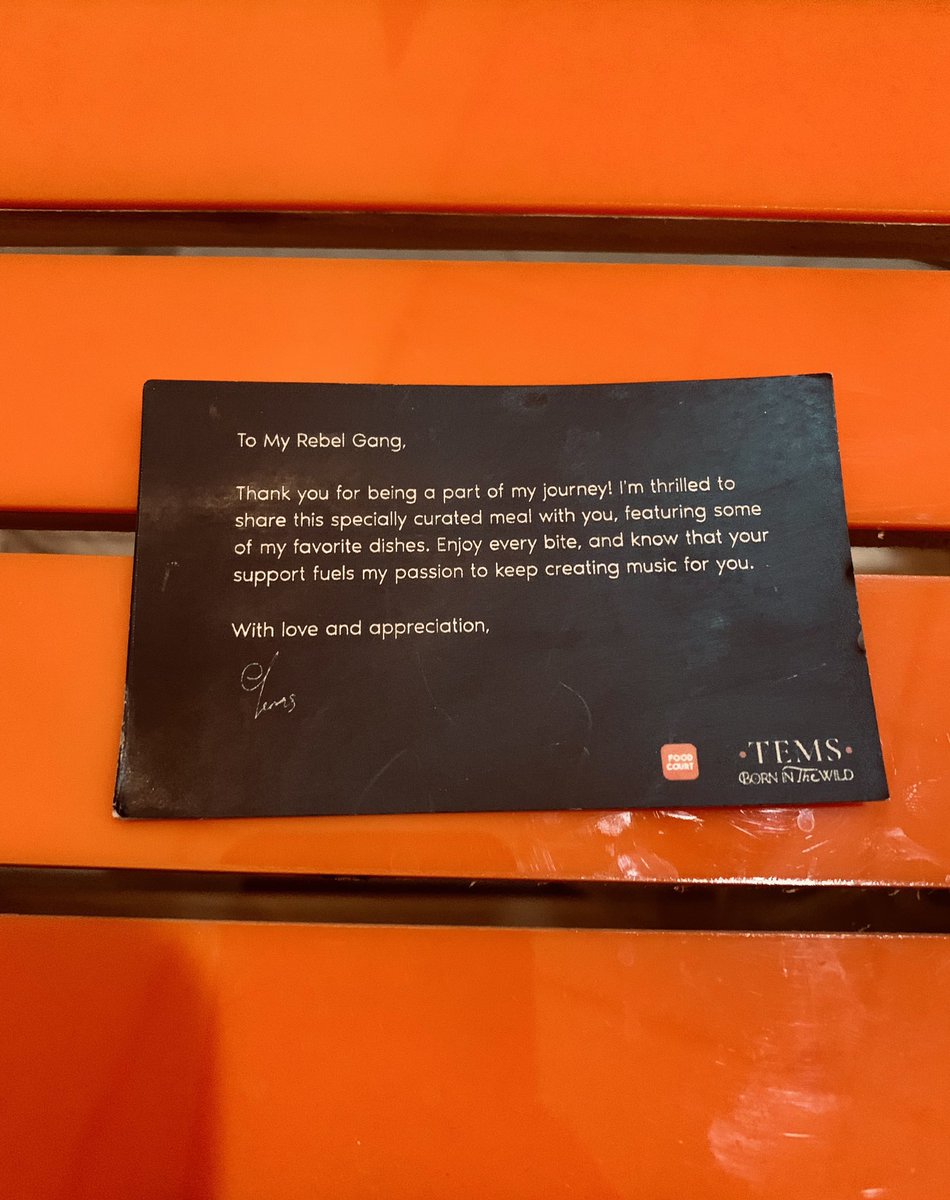 To My Rebel Gang,
Thank you for being a part of my journey! I'm thrilled to
share this specially curated meal with you, featuring some
of my favorite dishes. Enjoy every bite, and know that your
support fuels my passion to keep creating music for you.
With love and appreciation,
Tems
FOOD
COURT
·TEMS·
BORN IN The WILD